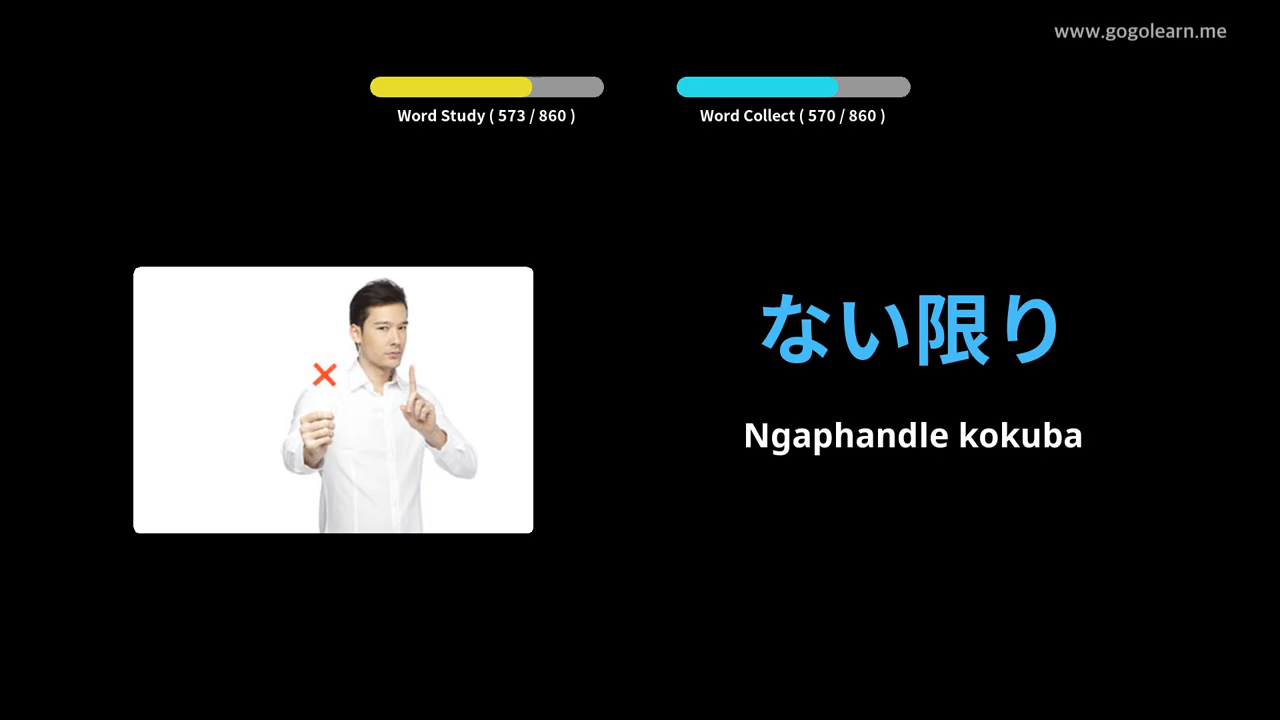 www.gogolearn.me
Word Study ( 573 / 860 )
Word Collect ( 570 / 860 )
ない限り
Ngaphandle kokuba